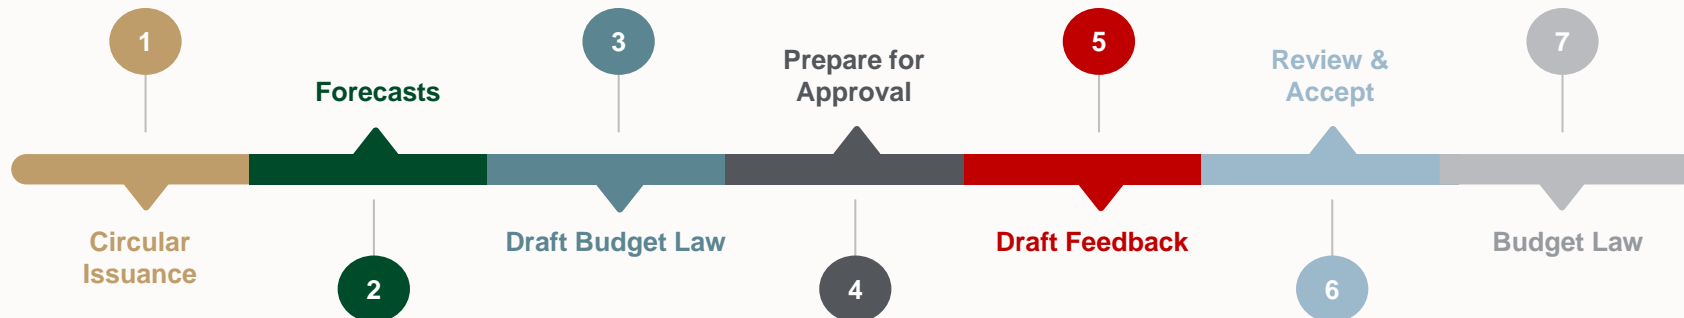 1
Circular
Issuance
Forecasts
2
3
Draft Budget Law
Prepare for
Approval
4
5
Draft Feedback
Review &
Accept
6
7
Budget Law